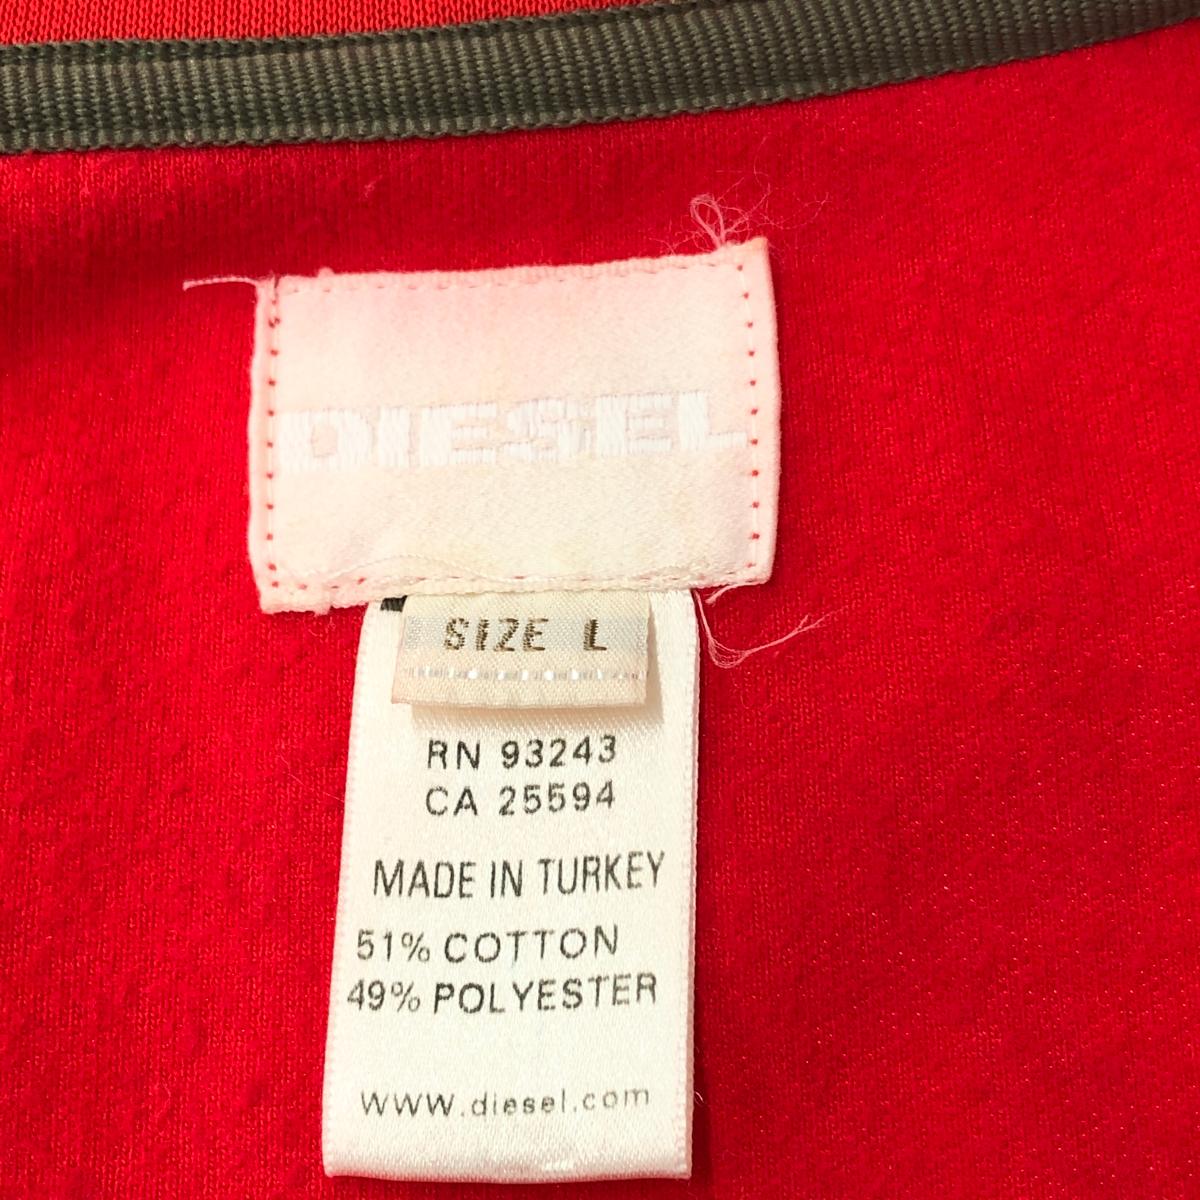 DIESEL
SIZE L
RN 93243
CA 25594
MADE IN TURKEY
51% COTTON
49% POLYESTER
www.diesel.com